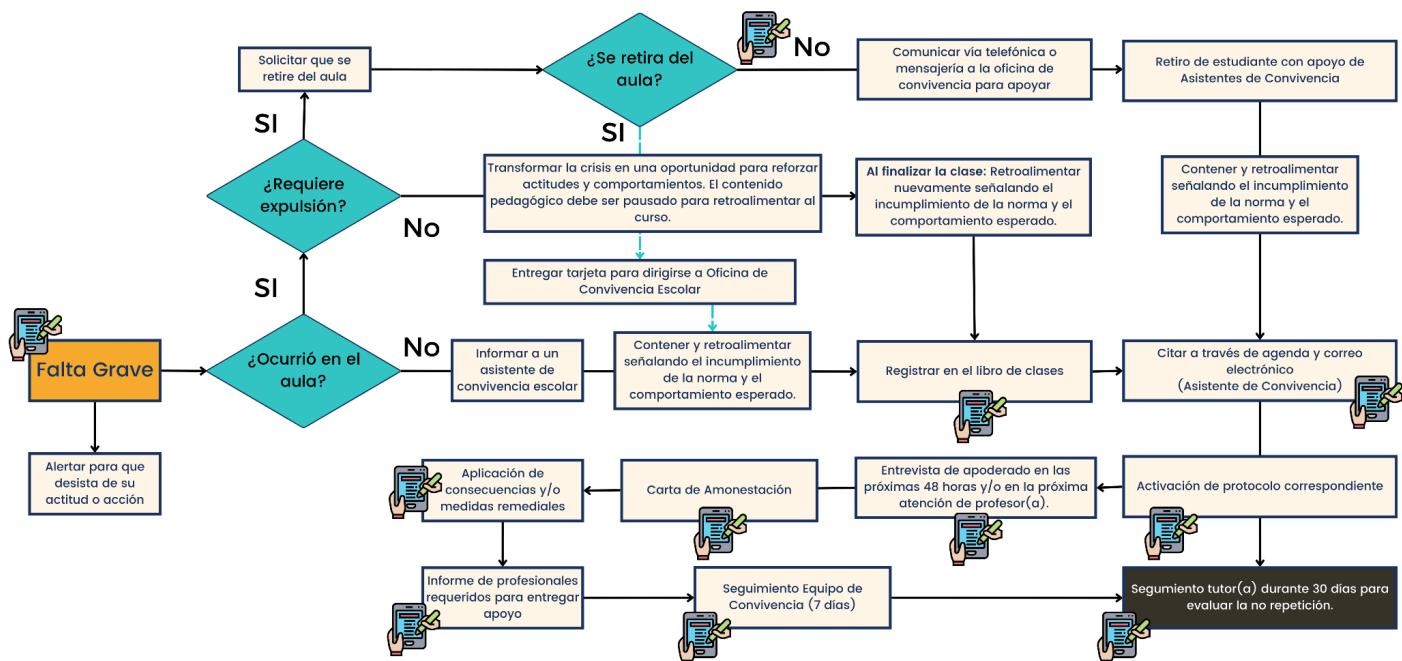 Solicitar que se
retire del aula
¿Se retira del
aula?
No
Comunicar vía telefónica o
mensajería a la oficina de
convivencia para apoyar
Retiro de estudiante con apoyo de
Asistentes de Convivencia
SI
SI
¿Requiere
expulsión?
No
Transformar la crisis en una oportunidad para reforzar
actitudes y comportamientos. El contenido
pedagógico debe ser pausado para retroalimentar al
curso.
Al finalizar la clase: Retroalimentar
nuevamente señalando el
incumplimiento de la norma y el
comportamiento esperado.
Contener y retroalimentar
señalando el incumplimiento
de la norma y el
comportamiento esperado.
SI
Entregar tarjeta para dirigirse a Oficina de
Convivencia Escolar
Falta Grave
¿Ocurrió en el
aula?
No
Informar a un
asistente de
convivencia escolar
Contener y retroalimentar
señalando el incumplimiento
de la norma y el
comportamiento esperado.
Registrar en el libro de clases
Citar a través de agenda y correo
electrónico
(Asistente de Convivencia)
Alertar para que
desista de su
actitud o acción
Aplicación de
consecuencias y/o
medidas remediales
Carta de Amonestación
Entrevista de apoderado en las
próximas 48 horas y/o en la próxima
atención de profesor(a).
Activación de protocolo correspondiente
Informe de profesionales
requeridos para entregar
apoyo
Seguimiento Equipo de
Convivencia (7 días)
Segumiento tutor(a) durante 30 días para
evaluar la no repetición.